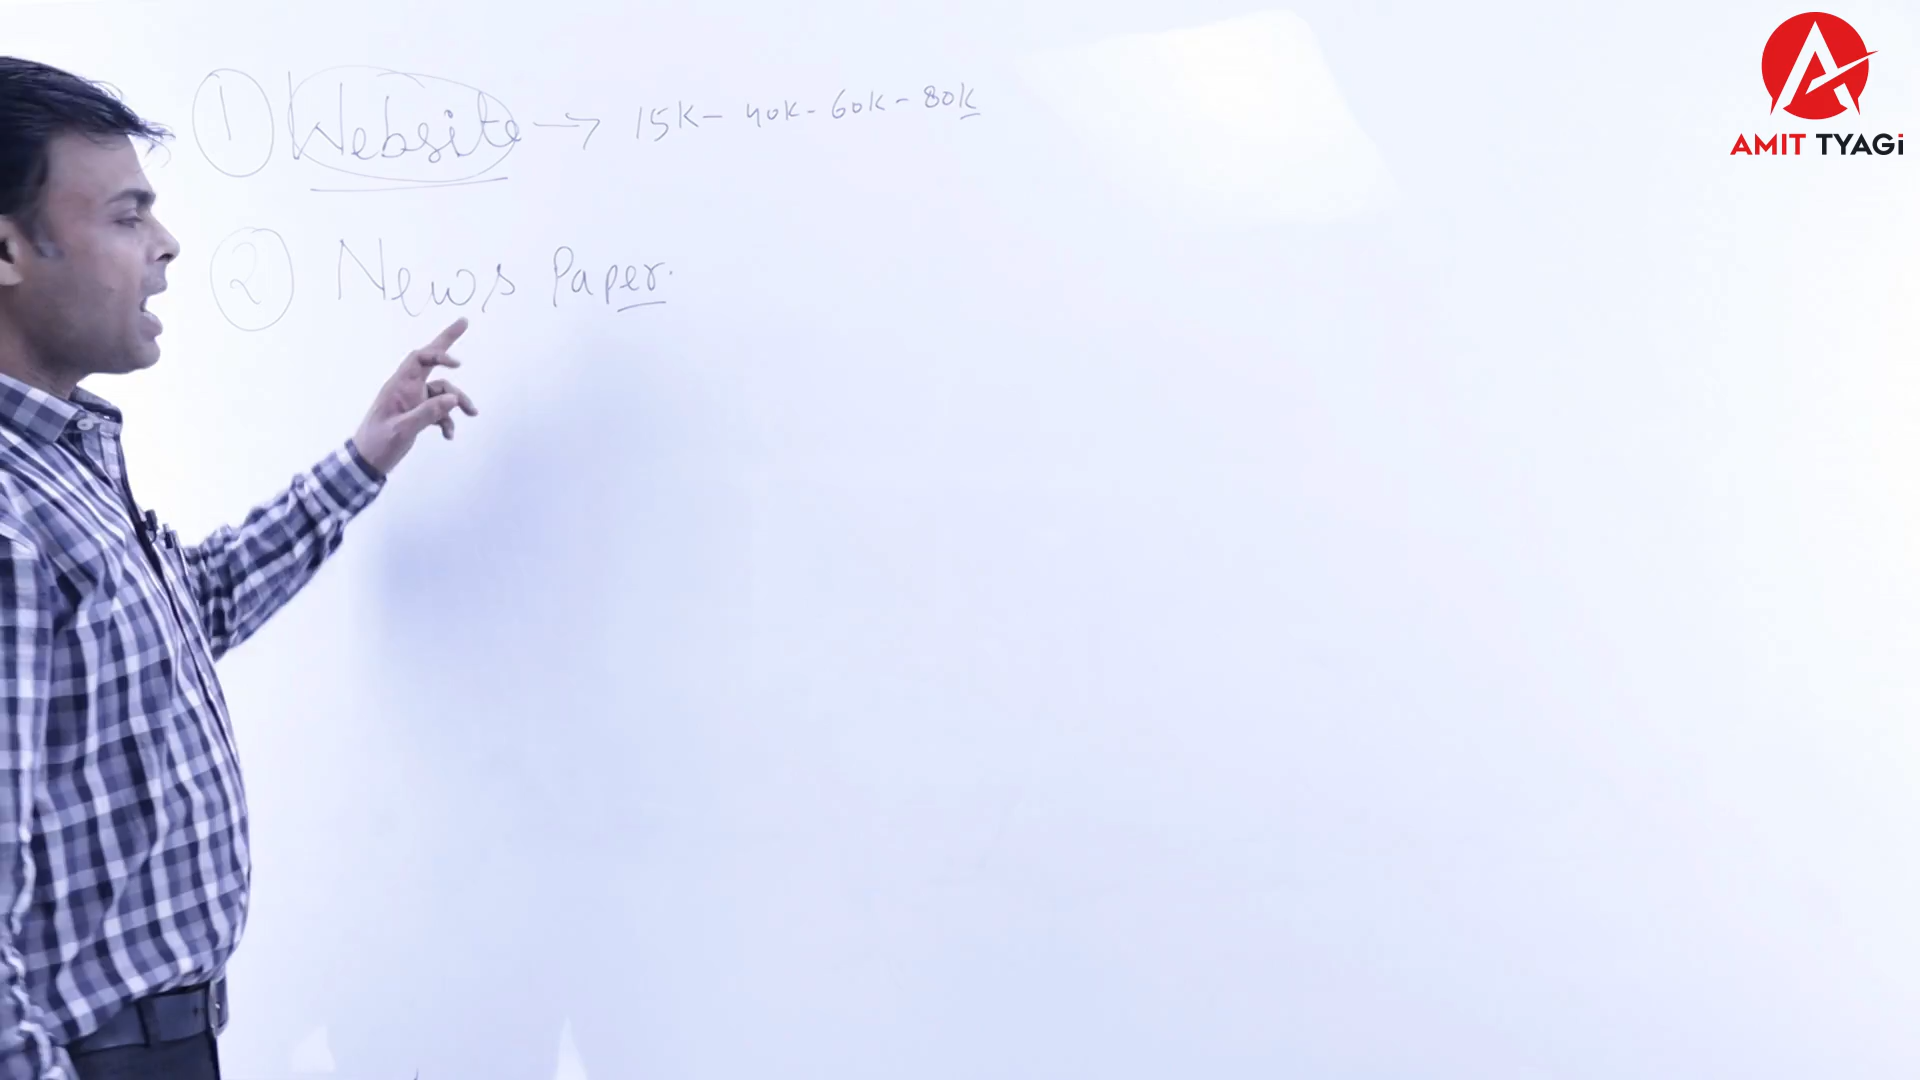 ① Website → 15K - 40K - 60K - 80K
② News Paper.
AMIT TYAGi